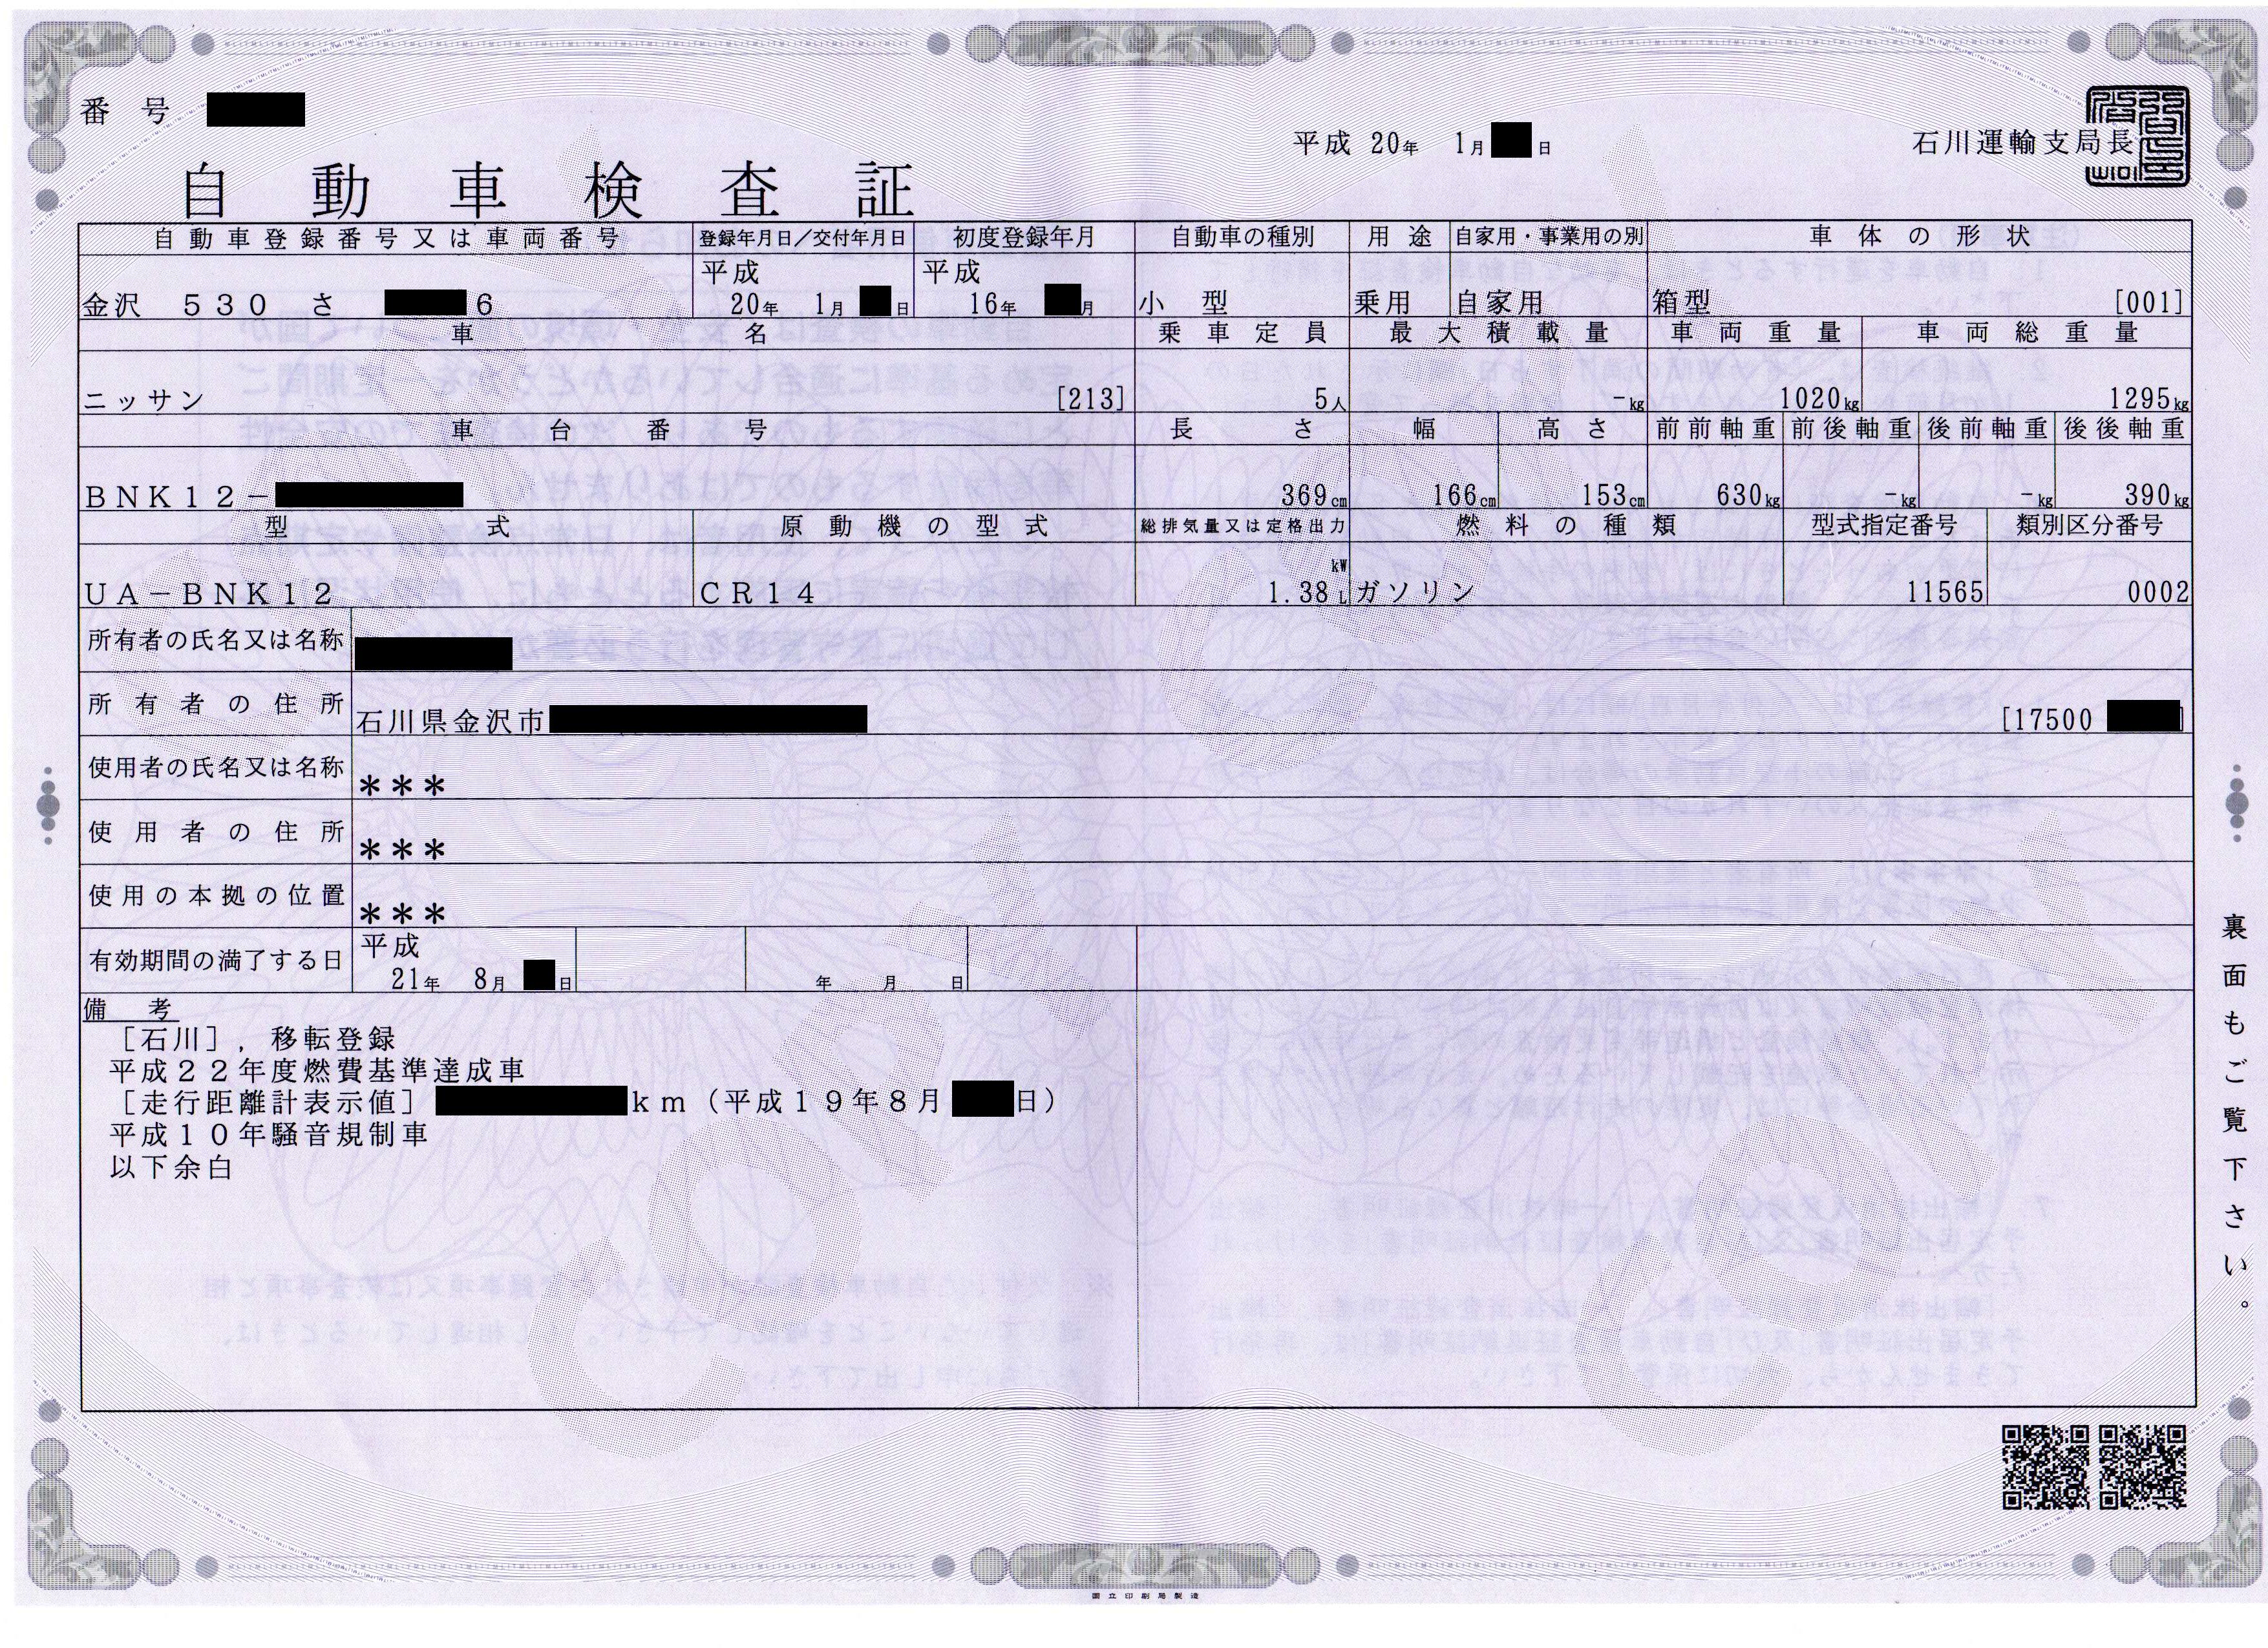 番号
平成 20年 1月 日
石川運輸支局長
自動車検査証
自動車登録番号又は車両番号 登録年月日／交付年月日 初度登録年月 自動車の種別 用途 自家用・事業用の別 車体の形状
平成 平成
金沢 530 さ 6 20年 1月 日 16年 月 小型 乗用 自家用 箱型 [001]
車名 乗車定員 最大積載量 車両重量 車両総重量
ニッサン [213] 5人 -kg 1020kg 1295kg
車台番号 長さ 幅 高さ 前前軸重 前後軸重 後前軸重 後後軸重
BNK12- 369cm 166cm 153cm 630kg -kg -kg 390kg
型式 原動機の型式 総排気量又は定格出力 燃料の種類 型式指定番号 類別区分番号
kW
UA-BNK12 CR14 1.38 L ガソリン 11565 0002
所有者の氏名又は名称
所有者の住所 石川県金沢市 [17500 ]
使用者の氏名又は名称 ＊＊＊
使用者の住所 ＊＊＊
使用の本拠の位置 ＊＊＊
有効期間の満了する日 平成
21年 8月 日 年 月 日
備考
［石川］，移転登録
平成２２年度燃費基準達成車
［走行距離計表示値］ km（平成１９年８月 日）
平成１０年騒音規制車
以下余白
裏面もご覧下さい。
COPY
COPY
国立印刷局製造